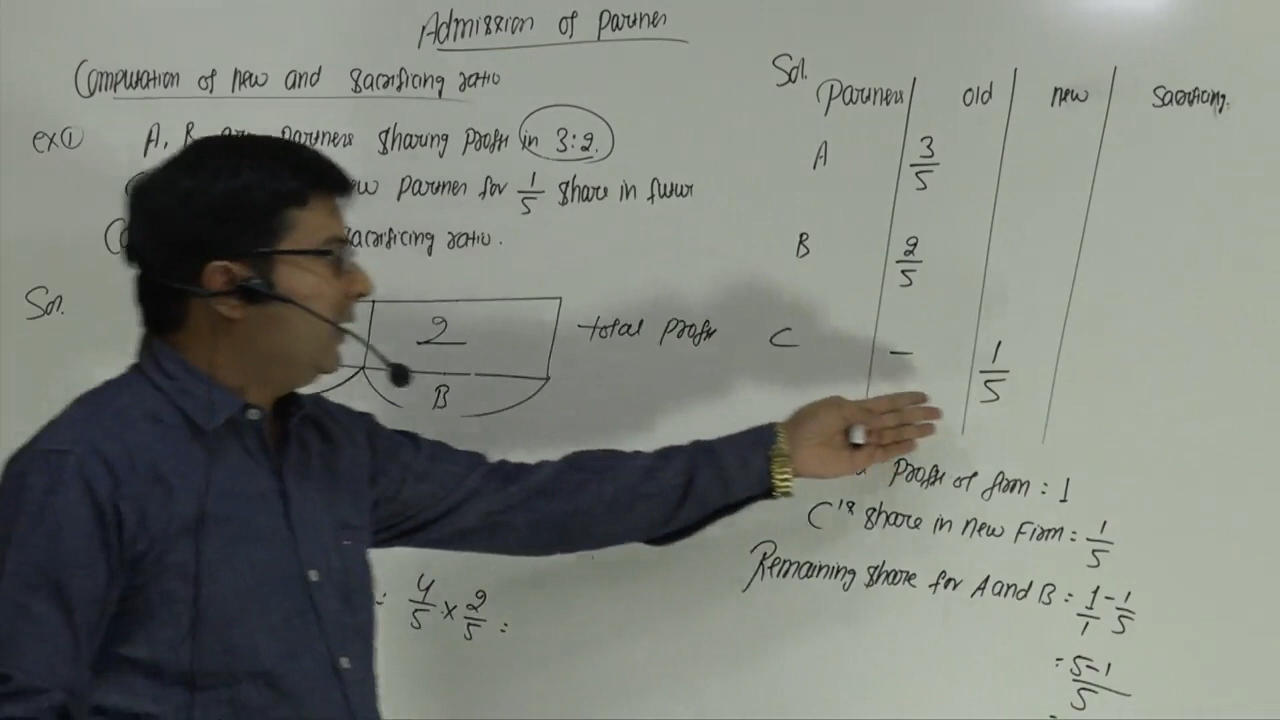 Admission of Partner
Computation of new and Sacrificing ratio
ex① A, B are partners sharing profit in 3:2.
new Partner for 1/5 share in future
Sacrificing ratio.
Sol.
2
total profit
B
4/5 × 2/5 =
Sol.
Partners old new Sacrificing.
A 3/5
B 2/5
C – 1/5
Profit of firm : 1
C's share in new Firm = 1/5
Remaining share for A and B = 1/1 - 1/5
= 5-1/5